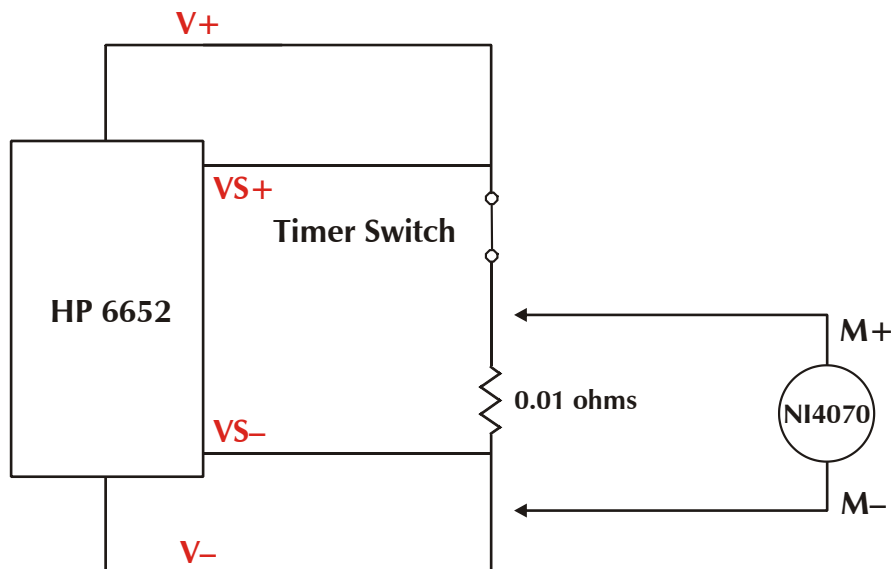 V+
VS+
Timer Switch
HP 6652
M+
0.01 ohms
NI4070
VS–
M–
V–